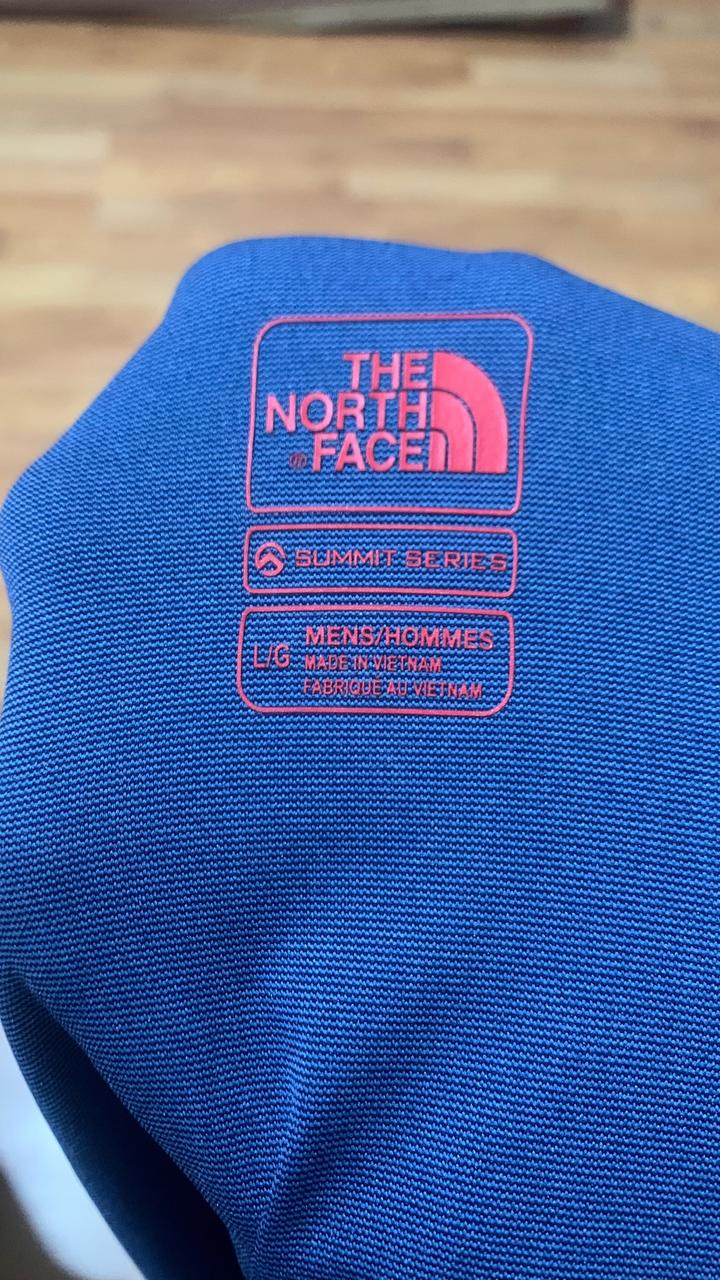 THE
NORTH
® FACE
SUMMIT SERIES
L/G
MENS/HOMMES
MADE IN VIETNAM
FABRIQUÉ AU VIETNAM